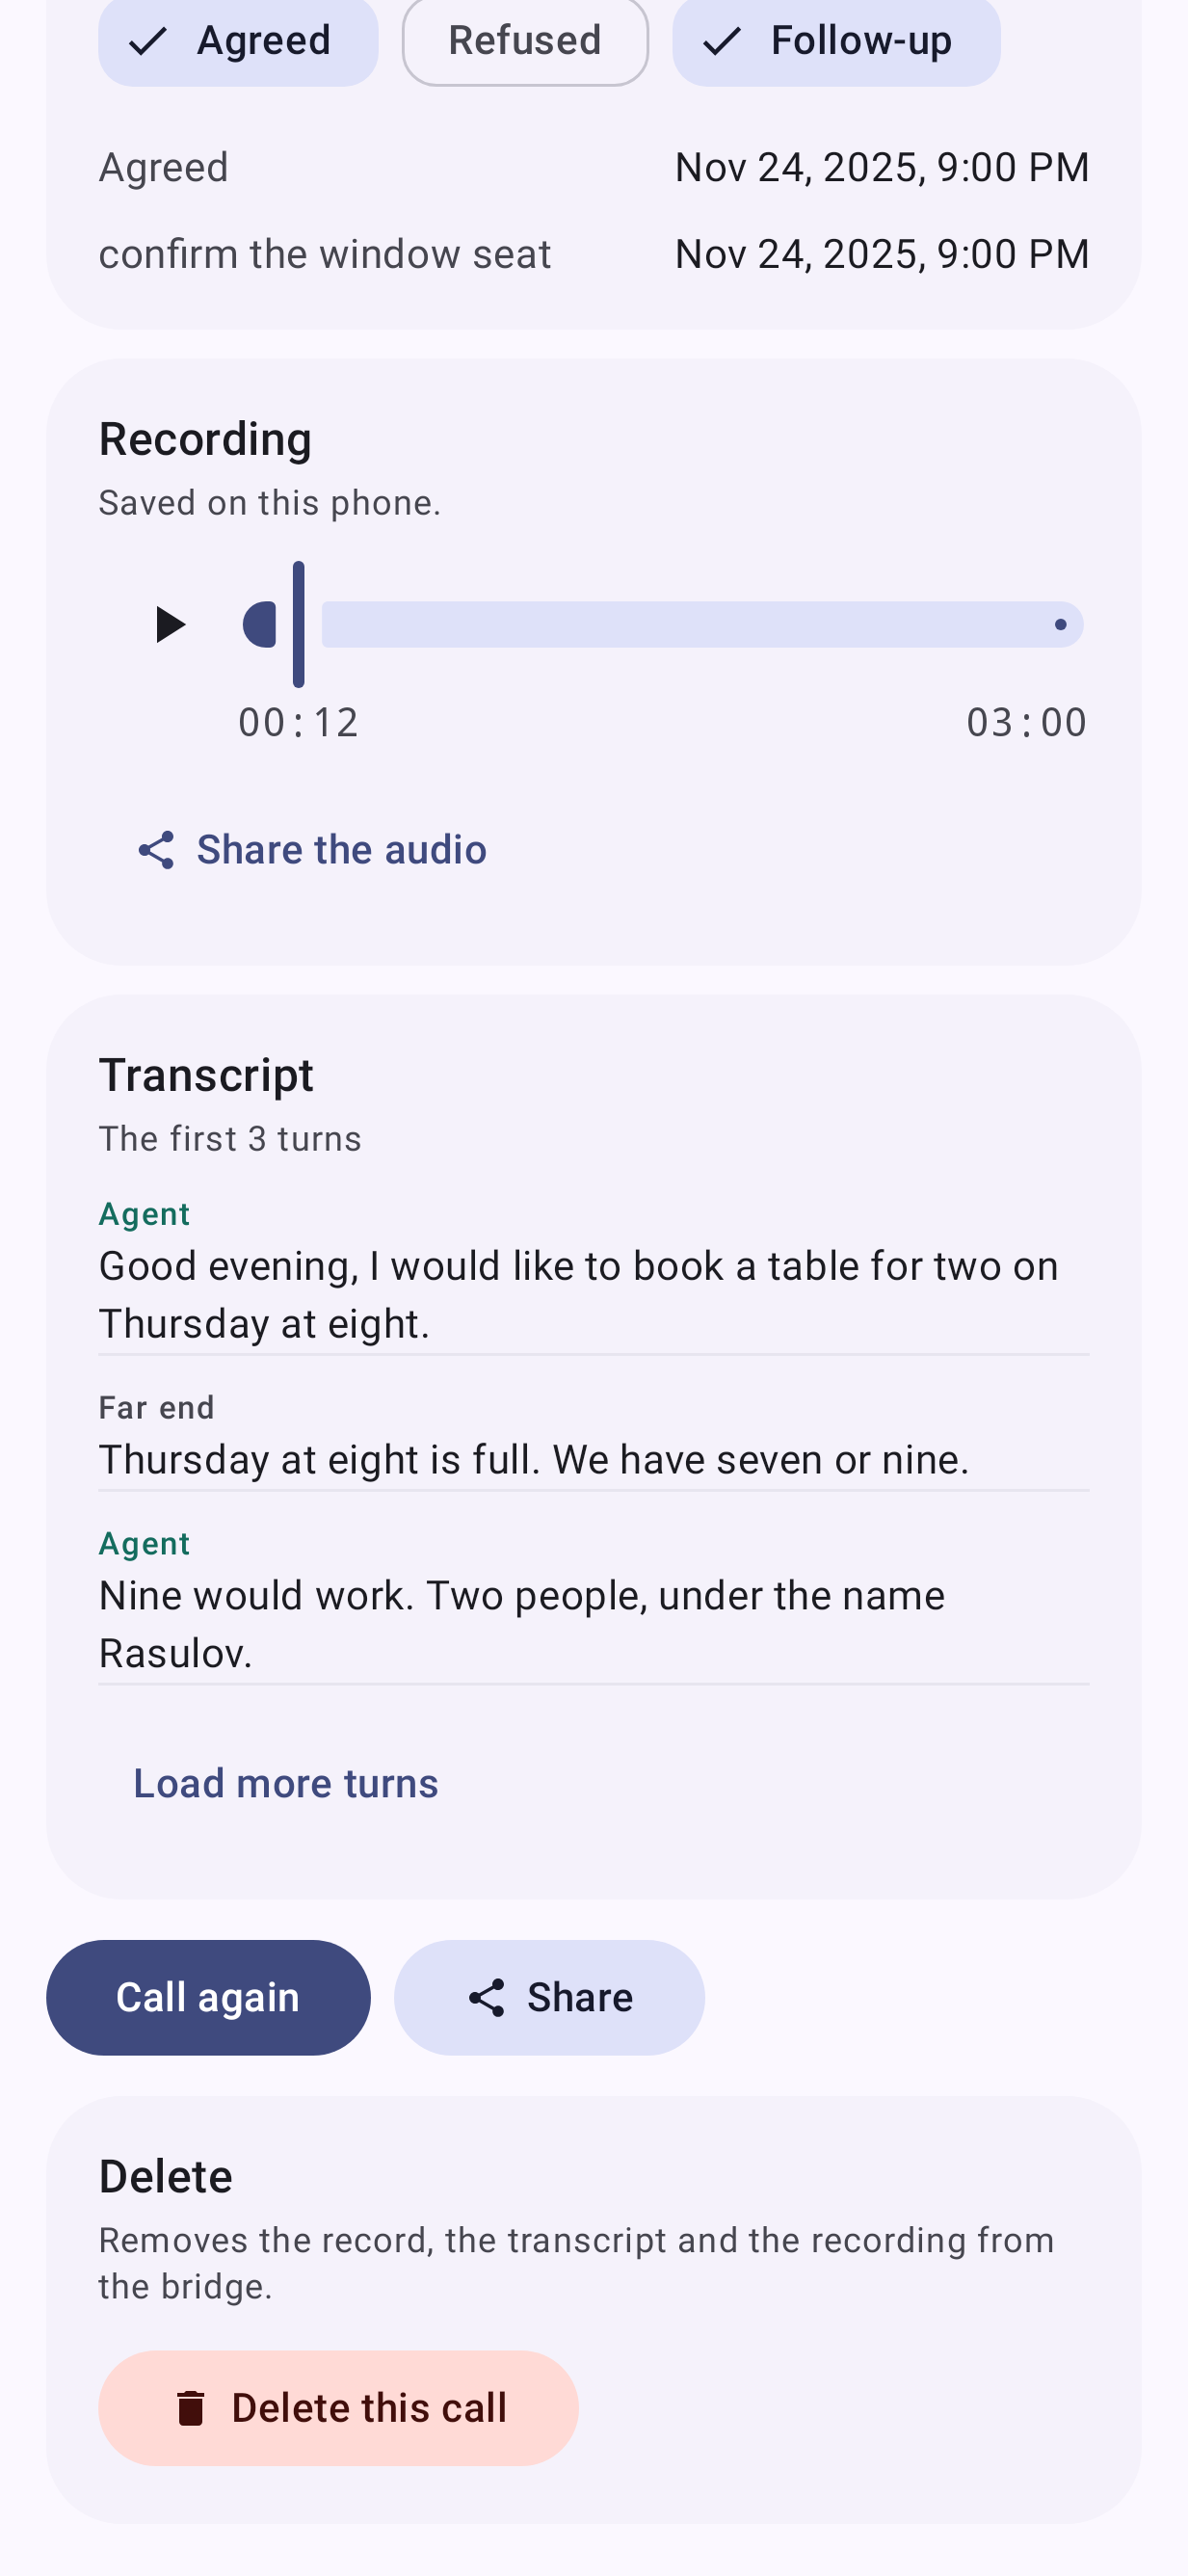 Agreed
Refused
Follow-up
Agreed Nov 24, 2025, 9:00 PM
confirm the window seat Nov 24, 2025, 9:00 PM
Recording
Saved on this phone.
00:12 03:00
Share the audio
Transcript
The first 3 turns
Agent
Good evening, I would like to book a table for two on
Thursday at eight.
Far end
Thursday at eight is full. We have seven or nine.
Agent
Nine would work. Two people, under the name
Rasulov.
Load more turns
Call again
Share
Delete
Removes the record, the transcript and the recording from
the bridge.
Delete this call